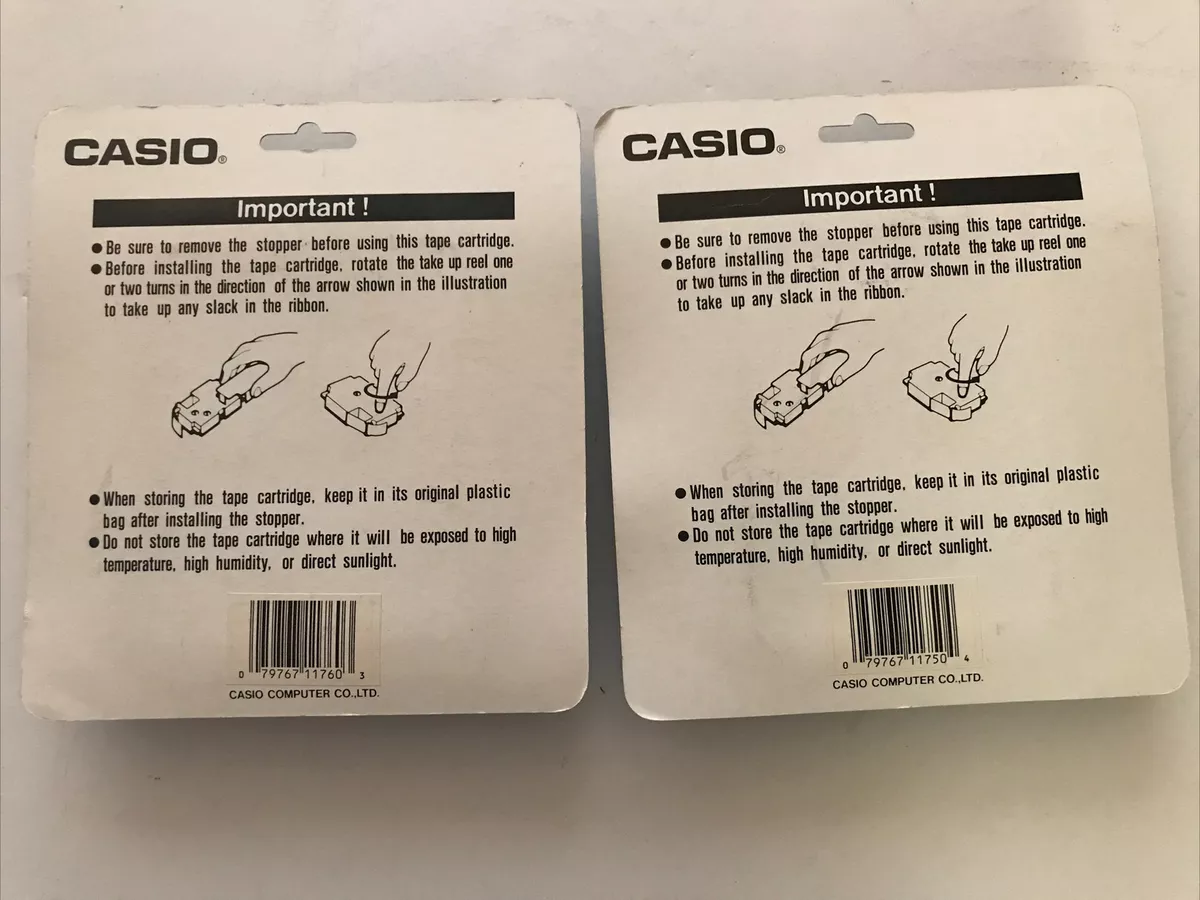 CASIO®
Important !
● Be sure to remove the stopper before using this tape cartridge.
● Before installing the tape cartridge, rotate the take up reel one
or two turns in the direction of the arrow shown in the illustration
to take up any slack in the ribbon.
● When storing the tape cartridge, keep it in its original plastic
bag after installing the stopper.
● Do not store the tape cartridge where it will be exposed to high
temperature, high humidity, or direct sunlight.
0 79767 11760 3
CASIO COMPUTER CO.,LTD.
CASIO®
Important !
● Be sure to remove the stopper before using this tape cartridge.
● Before installing the tape cartridge, rotate the take up reel one
or two turns in the direction of the arrow shown in the illustration
to take up any slack in the ribbon.
● When storing the tape cartridge, keep it in its original plastic
bag after installing the stopper.
● Do not store the tape cartridge where it will be exposed to high
temperature, high humidity, or direct sunlight.
0 79767 11750 4
CASIO COMPUTER CO.,LTD.